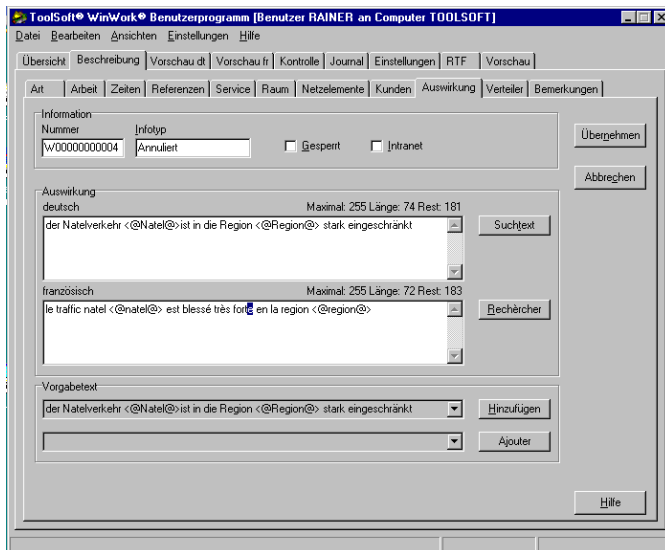 ToolSoft® WinWork® Benutzerprogramm [Benutzer RAINER an Computer TOOLSOFT]
Datei Bearbeiten Ansichten Einstellungen Hilfe
Übersicht Beschreibung Vorschau dt Vorschau fr Kontrolle Journal Einstellungen RTF Vorschau
Art Arbeit Zeiten Referenzen Service Raum Netzelemente Kunden Auswirkung Verteiler Bemerkungen
Information
Nummer Infotyp
W00000000004 Annuliert Gesperrt Intranet
Übernehmen
Abbrechen
Auswirkung
deutsch Maximal: 255 Länge: 74 Rest: 181
der Natelverkehr <@Natel@>ist in die Region <@Region@> stark eingeschränkt
Suchtext
französisch Maximal: 255 Länge: 72 Rest: 183
le traffic natel <@natel@> est blessé très forte en la region <@region@>
Rechèrcher
Vorgabetext
der Natelverkehr <@Natel@>ist in die Region <@Region@> stark eingeschränkt
Hinzufügen
Ajouter
Hilfe